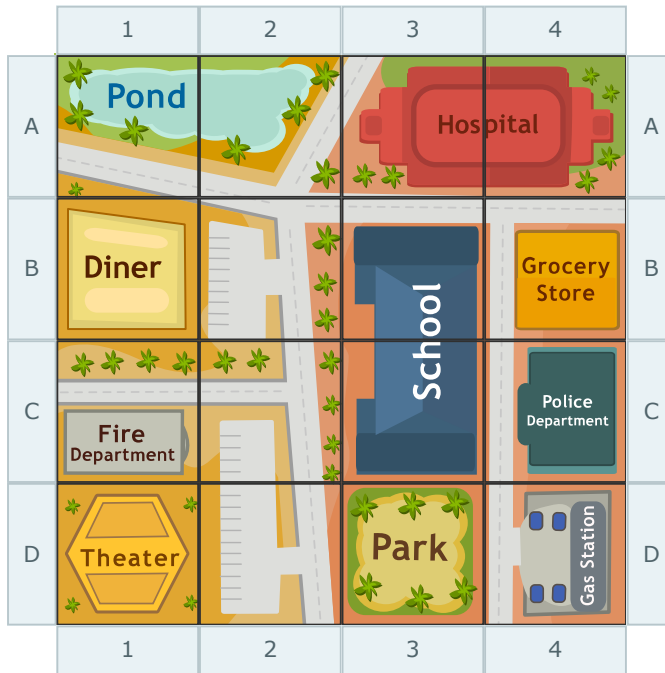 1 2 3 4
A Pond Hospital A
B Diner School Grocery B
Store
C Fire Police C
Department Department
D Theater Park Gas Station D
1 2 3 4